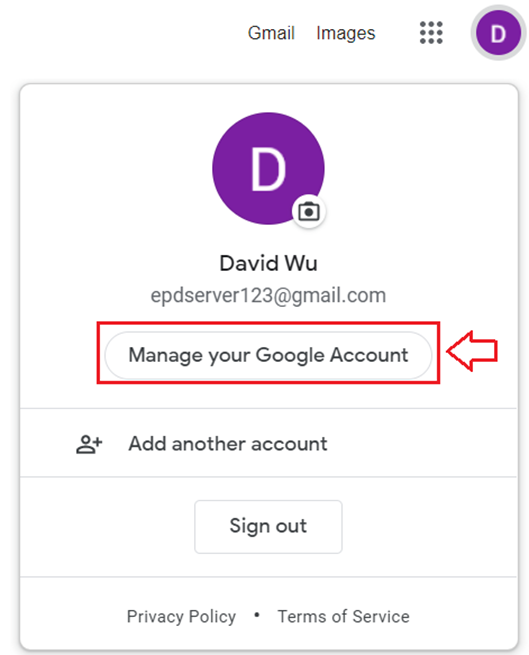 Gmail Images D
D
David Wu
epdserver123@gmail.com
Manage your Google Account
Add another account
Sign out
Privacy Policy • Terms of Service